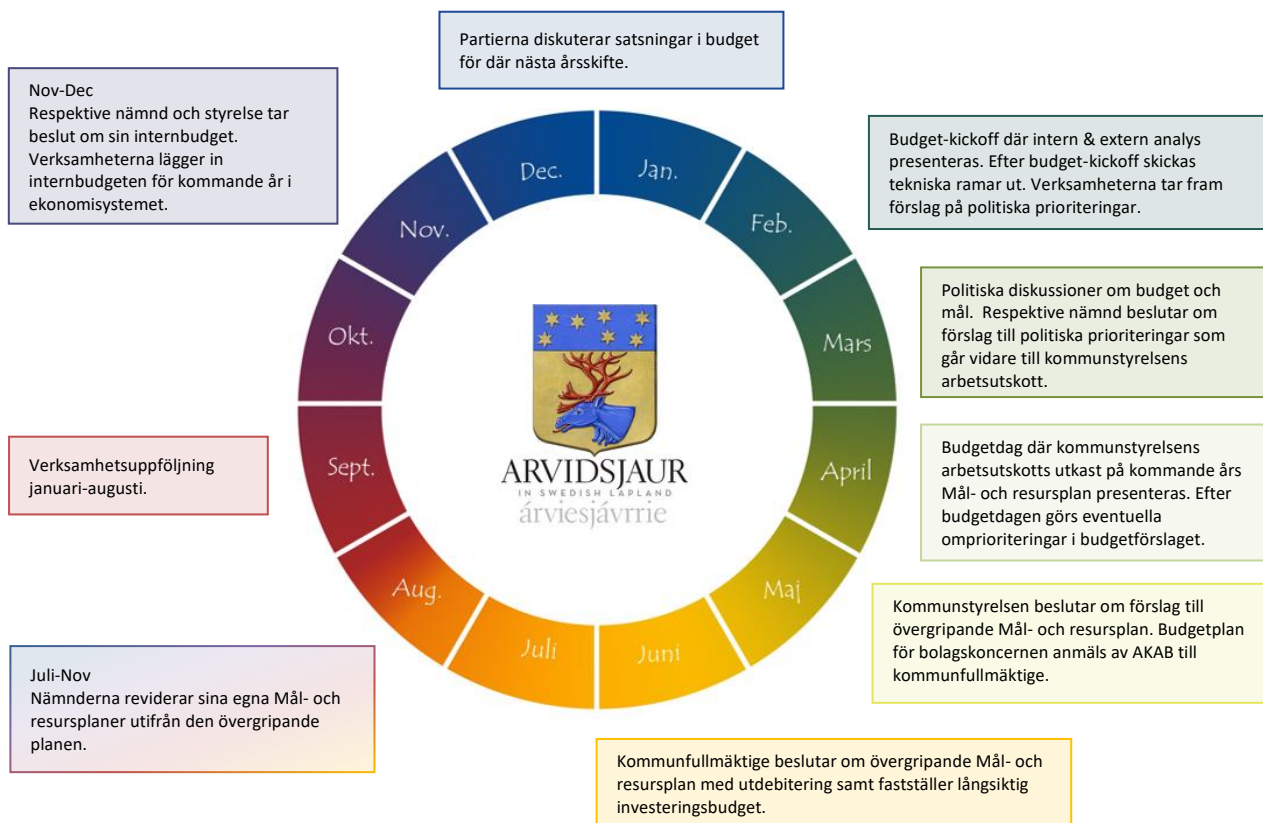 Partierna diskuterar satsningar i budget
för där nästa årsskifte.
Nov-Dec
Respektive nämnd och styrelse tar
beslut om sin internbudget.
Verksamheterna lägger in
internbudgeten för kommande år i
ekonomisystemet.
Budget-kickoff där intern & extern analys
presenteras. Efter budget-kickoff skickas
tekniska ramar ut. Verksamheterna tar fram
förslag på politiska prioriteringar.
Politiska diskussioner om budget och
mål.  Respektive nämnd beslutar om
förslag till politiska prioriteringar som
går vidare till kommunstyrelsens
arbetsutskott.
Budgetdag där kommunstyrelsens
arbetsutskotts utkast på kommande års
Mål- och resursplan presenteras. Efter
budgetdagen görs eventuella
omprioriteringar i budgetförslaget.
Kommunstyrelsen beslutar om förslag till
övergripande Mål- och resursplan. Budgetplan
för bolagskoncernen anmäls av AKAB till
kommunfullmäktige.
Kommunfullmäktige beslutar om övergripande Mål- och
resursplan med utdebitering samt fastställer långsiktig
investeringsbudget.
Juli-Nov
Nämnderna reviderar sina egna Mål- och
resursplaner utifrån den övergripande
planen.
Verksamhetsuppföljning
januari-augusti.
Jan.
Feb.
Mars
April
Maj
Juni
Juli
Aug.
Sept.
Okt.
Nov.
Dec.
ARVIDSJAUR
IN SWEDISH LAPLAND
árviesjávrrie